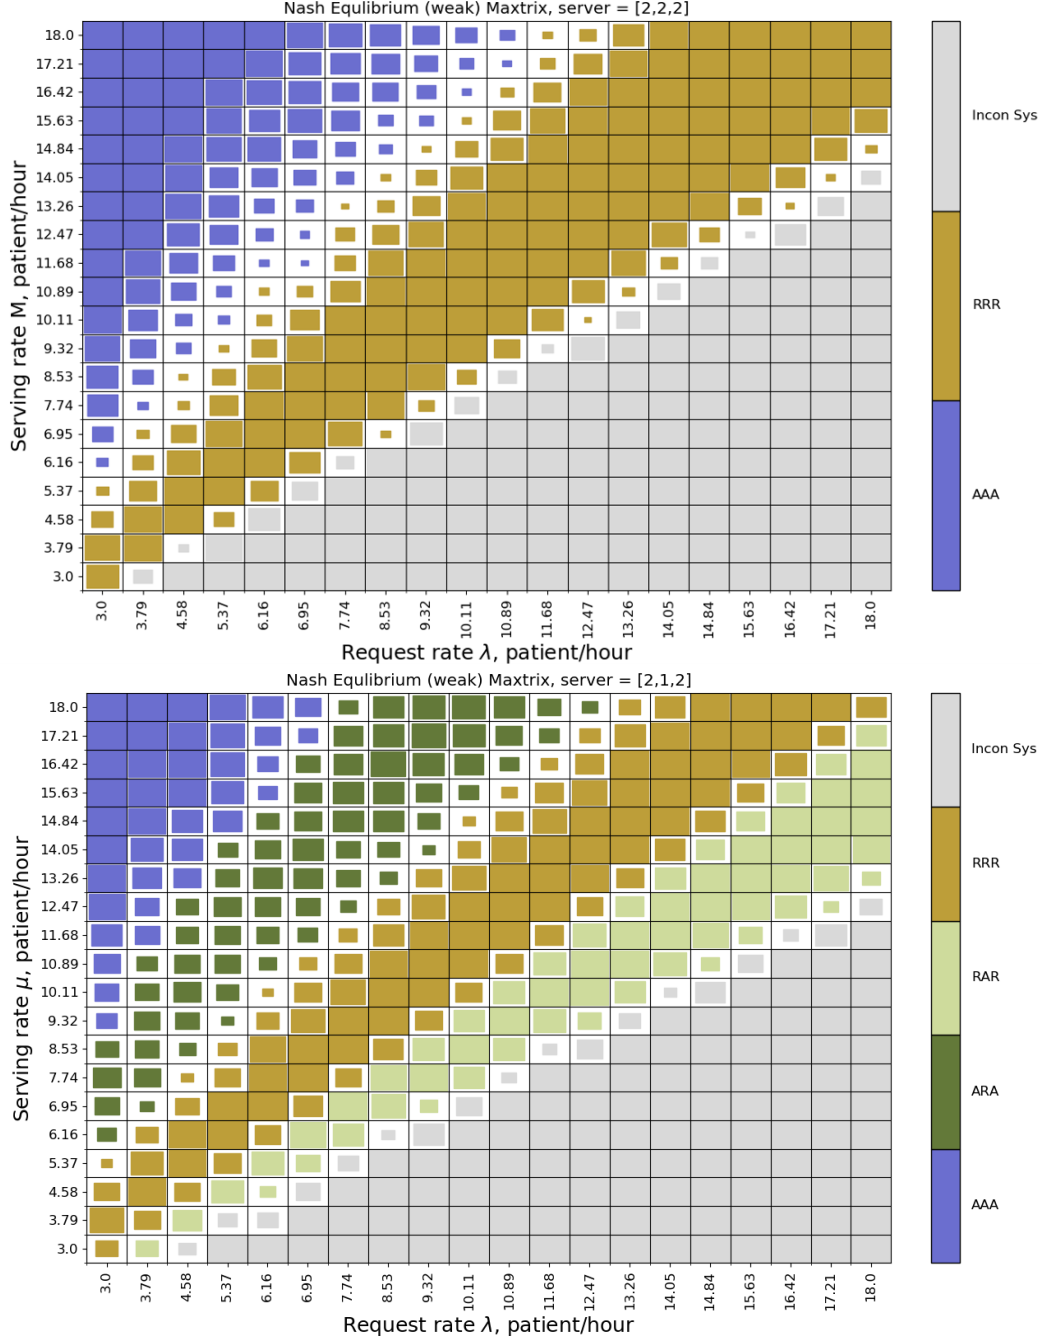 Nash Equlibrium (weak) Maxtrix, server = [2,2,2]
Serving rate M, patient/hour
18.0
17.21
16.42
15.63
14.84
14.05
13.26
12.47
11.68
10.89
10.11
9.32
8.53
7.74
6.95
6.16
5.37
4.58
3.79
3.0
3.0 3.79 4.58 5.37 6.16 6.95 7.74 8.53 9.32 10.11 10.89 11.68 12.47 13.26 14.05 14.84 15.63 16.42 17.21 18.0
Request rate λ, patient/hour
Incon Sys
RRR
AAA
Nash Equlibrium (weak) Maxtrix, server = [2,1,2]
Serving rate μ, patient/hour
18.0
17.21
16.42
15.63
14.84
14.05
13.26
12.47
11.68
10.89
10.11
9.32
8.53
7.74
6.95
6.16
5.37
4.58
3.79
3.0
3.0 3.79 4.58 5.37 6.16 6.95 7.74 8.53 9.32 10.11 10.89 11.68 12.47 13.26 14.05 14.84 15.63 16.42 17.21 18.0
Request rate λ, patient/hour
Incon Sys
RRR
RAR
ARA
AAA